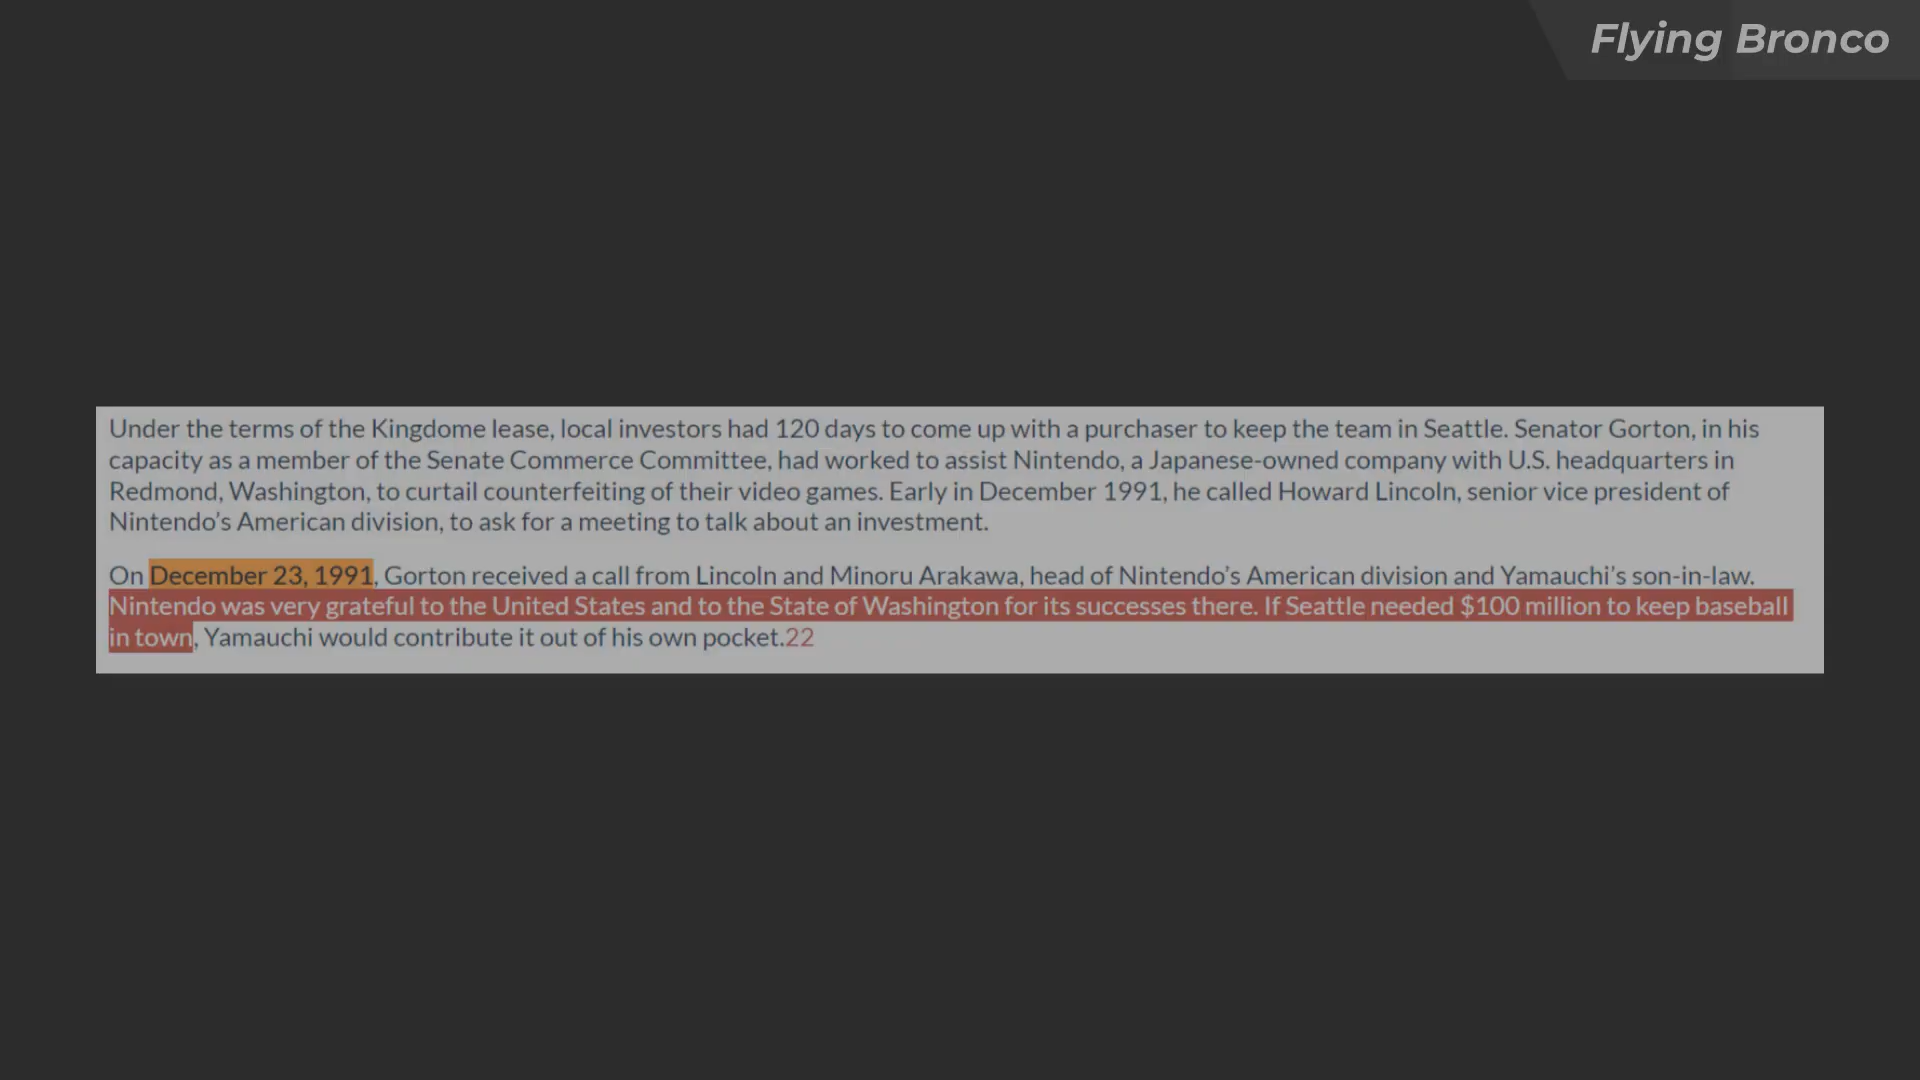 Flying Bronco
Under the terms of the Kingdome lease, local investors had 120 days to come up with a purchaser to keep the team in Seattle. Senator Gorton, in his
capacity as a member of the Senate Commerce Committee, had worked to assist Nintendo, a Japanese-owned company with U.S. headquarters in
Redmond, Washington, to curtail counterfeiting of their video games. Early in December 1991, he called Howard Lincoln, senior vice president of
Nintendo’s American division, to ask for a meeting to talk about an investment.
On December 23, 1991, Gorton received a call from Lincoln and Minoru Arakawa, head of Nintendo’s American division and Yamauchi’s son-in-law.
Nintendo was very grateful to the United States and to the State of Washington for its successes there. If Seattle needed $100 million to keep baseball
in town, Yamauchi would contribute it out of his own pocket.22